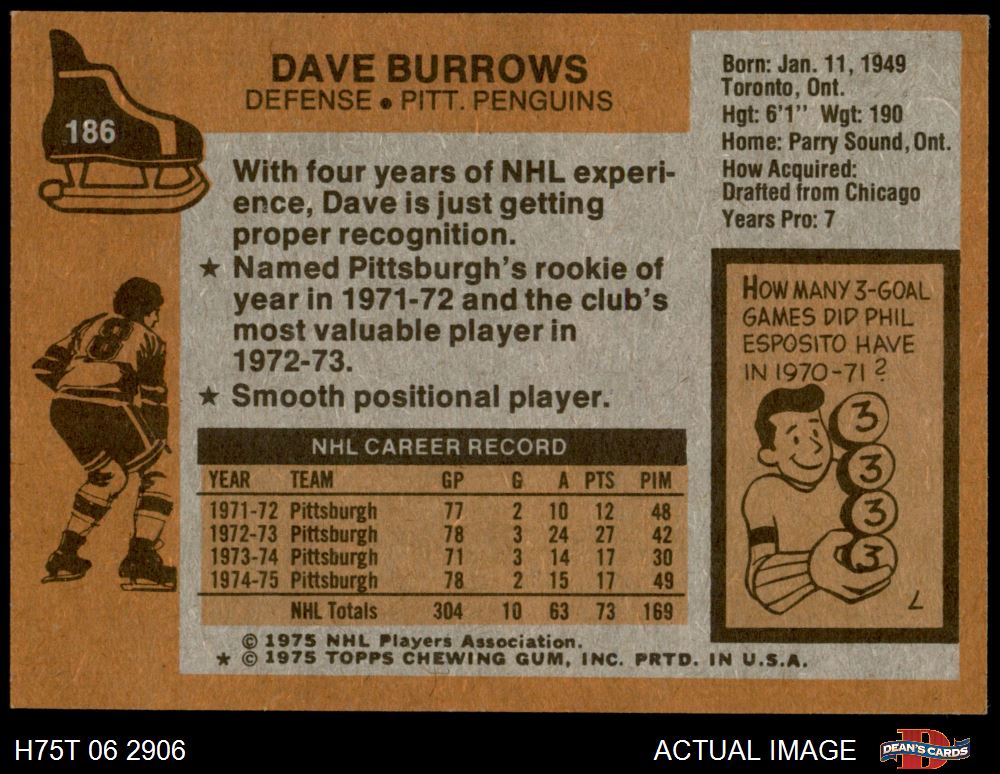 186
DAVE BURROWS
DEFENSE • PITT. PENGUINS
Born: Jan. 11, 1949
Toronto, Ont.
Hgt: 6'1" Wgt: 190
Home: Parry Sound, Ont.
How Acquired:
Drafted from Chicago
Years Pro: 7
With four years of NHL experi-
ence, Dave is just getting
proper recognition.
★ Named Pittsburgh's rookie of
year in 1971-72 and the club's
most valuable player in
1972-73.
★ Smooth positional player.
8
NHL CAREER RECORD
YEAR TEAM GP G A PTS PIM
1971-72 Pittsburgh 77 2 10 12 48
1972-73 Pittsburgh 78 3 24 27 42
1973-74 Pittsburgh 71 3 14 17 30
1974-75 Pittsburgh 78 2 15 17 49
NHL Totals 304 10 63 73 169
HOW MANY 3-GOAL
GAMES DID PHIL
ESPOSITO HAVE
IN 1970-71?
3
3
3
3
© 1975 NHL Players Association.
★ © 1975 TOPPS CHEWING GUM, INC. PRTD. IN U.S.A.
H75T 06 2906
ACTUAL IMAGE
DEAN'S CARDS